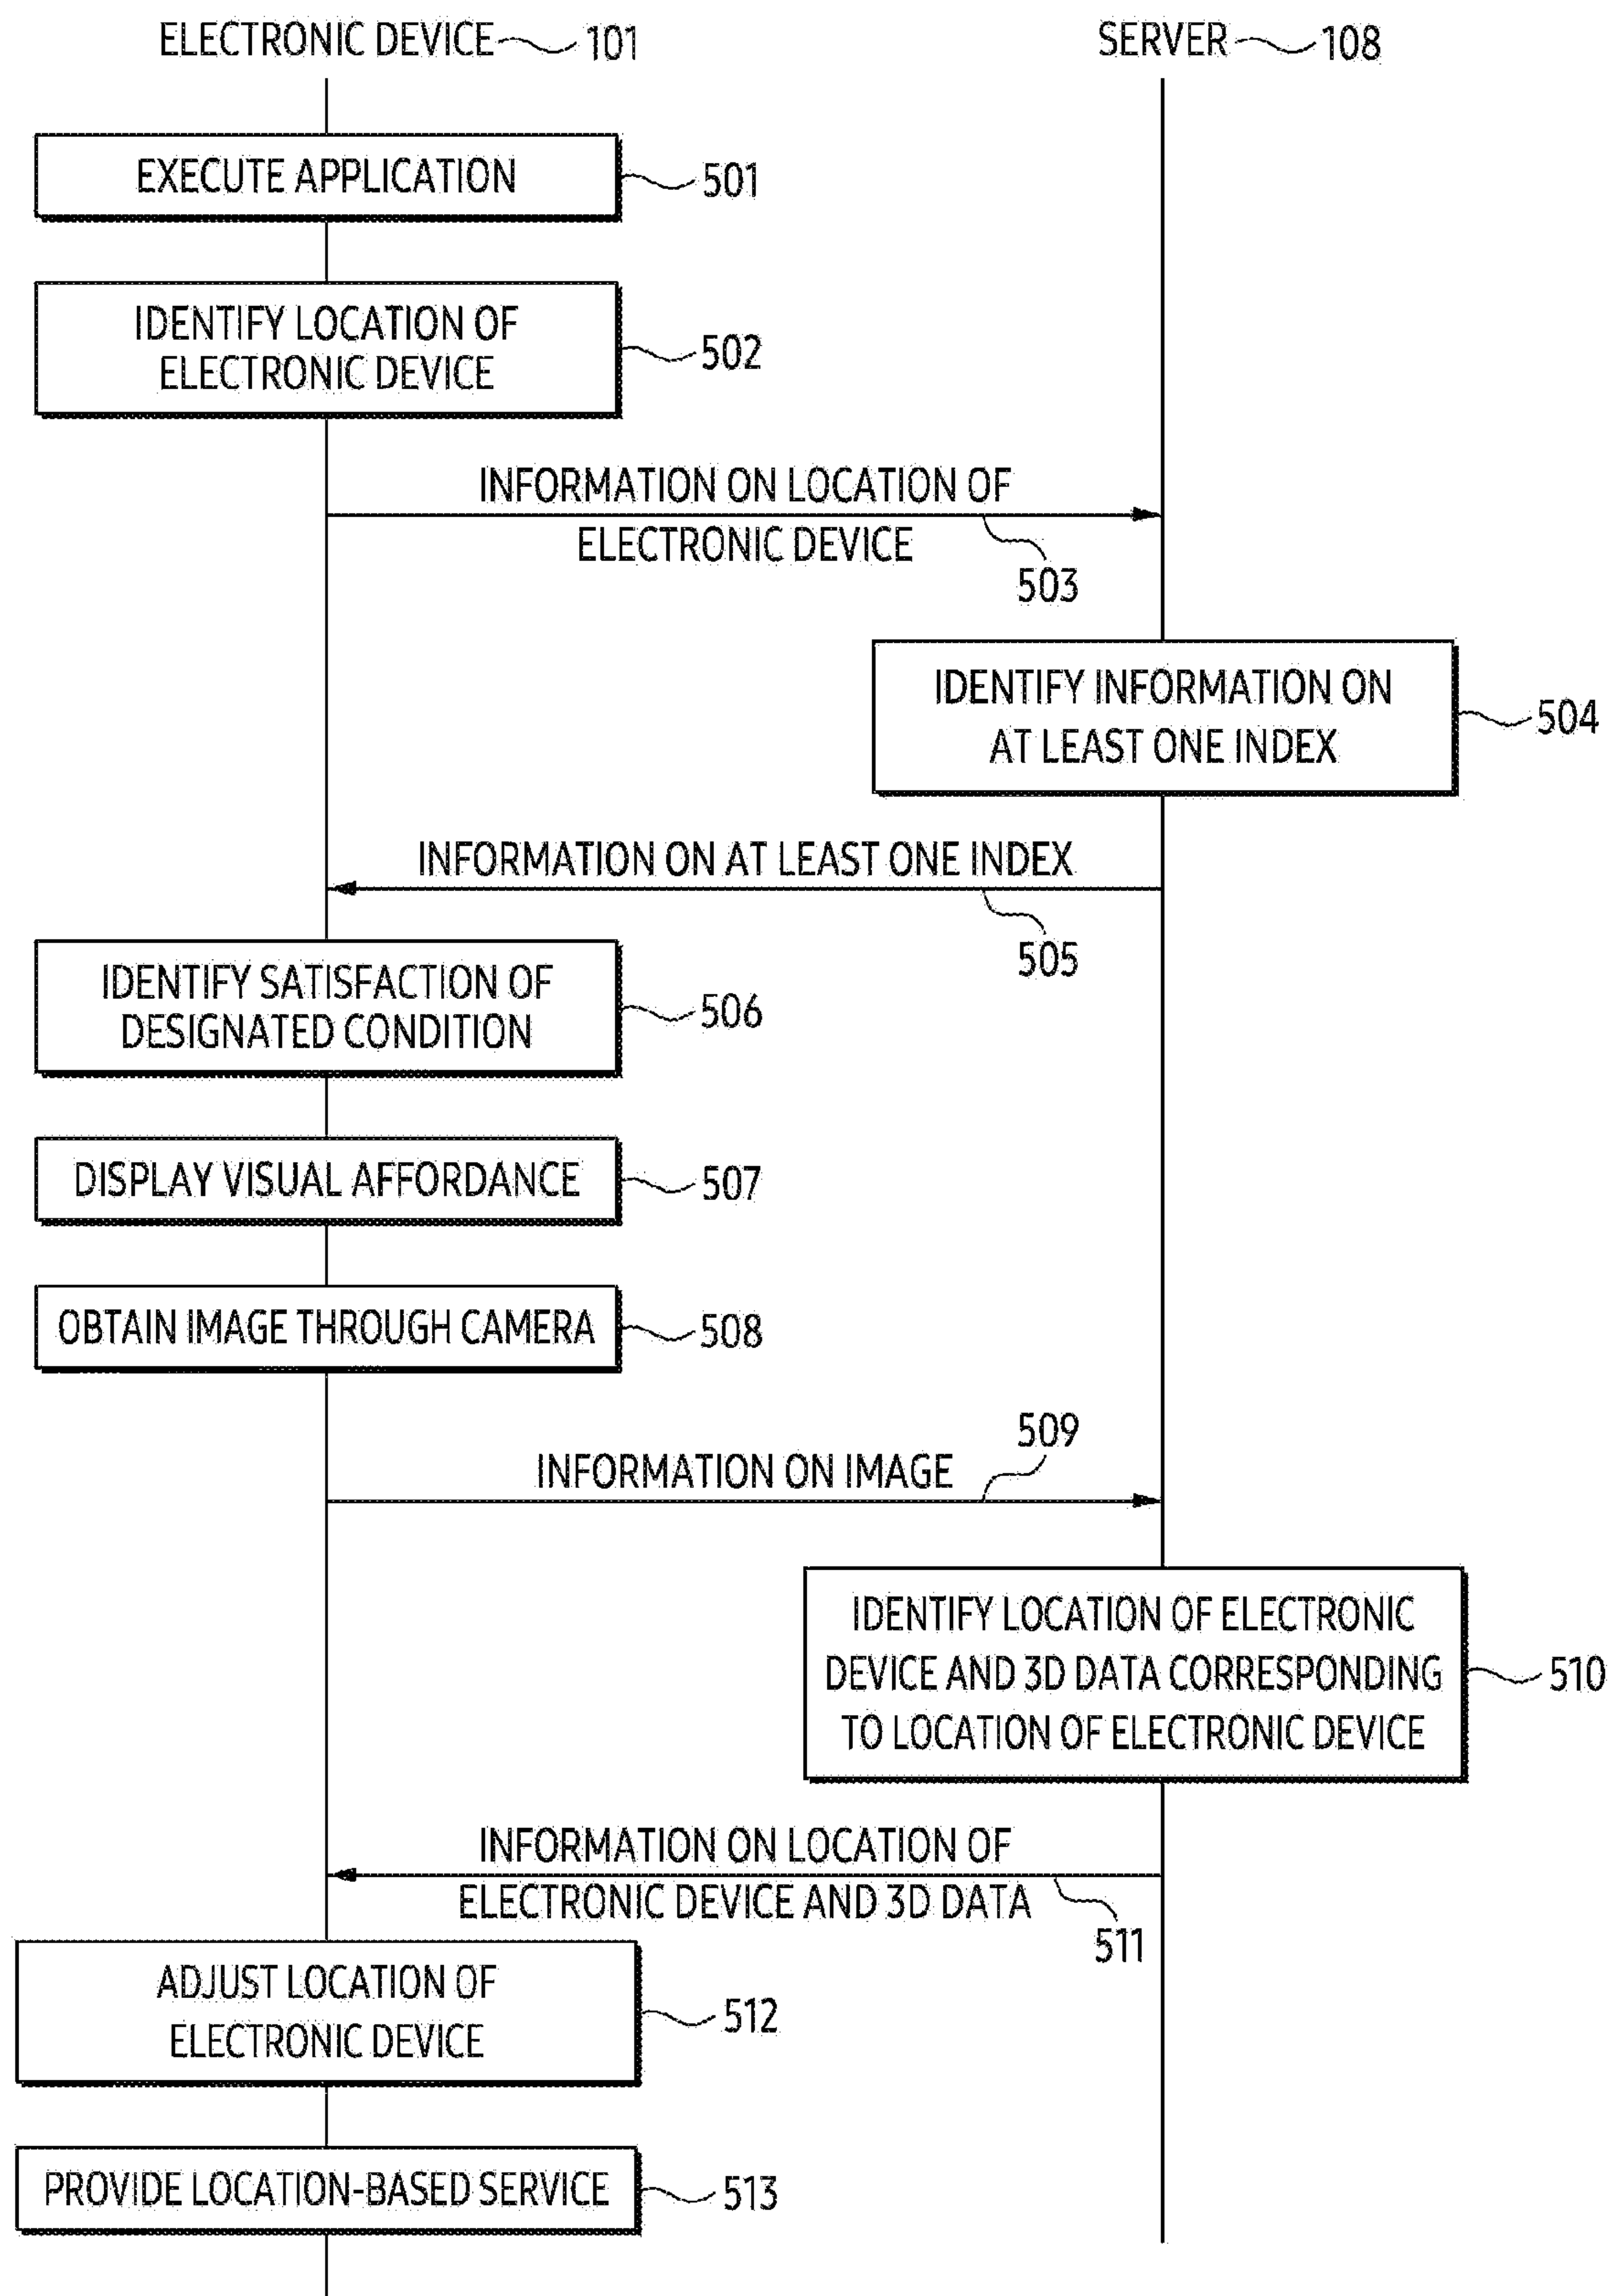 ELECTRONIC DEVICE 101
SERVER 108
EXECUTE APPLICATION
501
IDENTIFY LOCATION OF
ELECTRONIC DEVICE
502
INFORMATION ON LOCATION OF
ELECTRONIC DEVICE
503
IDENTIFY INFORMATION ON
AT LEAST ONE INDEX
504
INFORMATION ON AT LEAST ONE INDEX
505
IDENTIFY SATISFACTION OF
DESIGNATED CONDITION
506
DISPLAY VISUAL AFFORDANCE
507
OBTAIN IMAGE THROUGH CAMERA
508
509
INFORMATION ON IMAGE
IDENTIFY LOCATION OF ELECTRONIC
DEVICE AND 3D DATA CORRESPONDING
TO LOCATION OF ELECTRONIC DEVICE
510
INFORMATION ON LOCATION OF
ELECTRONIC DEVICE AND 3D DATA
511
ADJUST LOCATION OF
ELECTRONIC DEVICE
512
PROVIDE LOCATION-BASED SERVICE
513